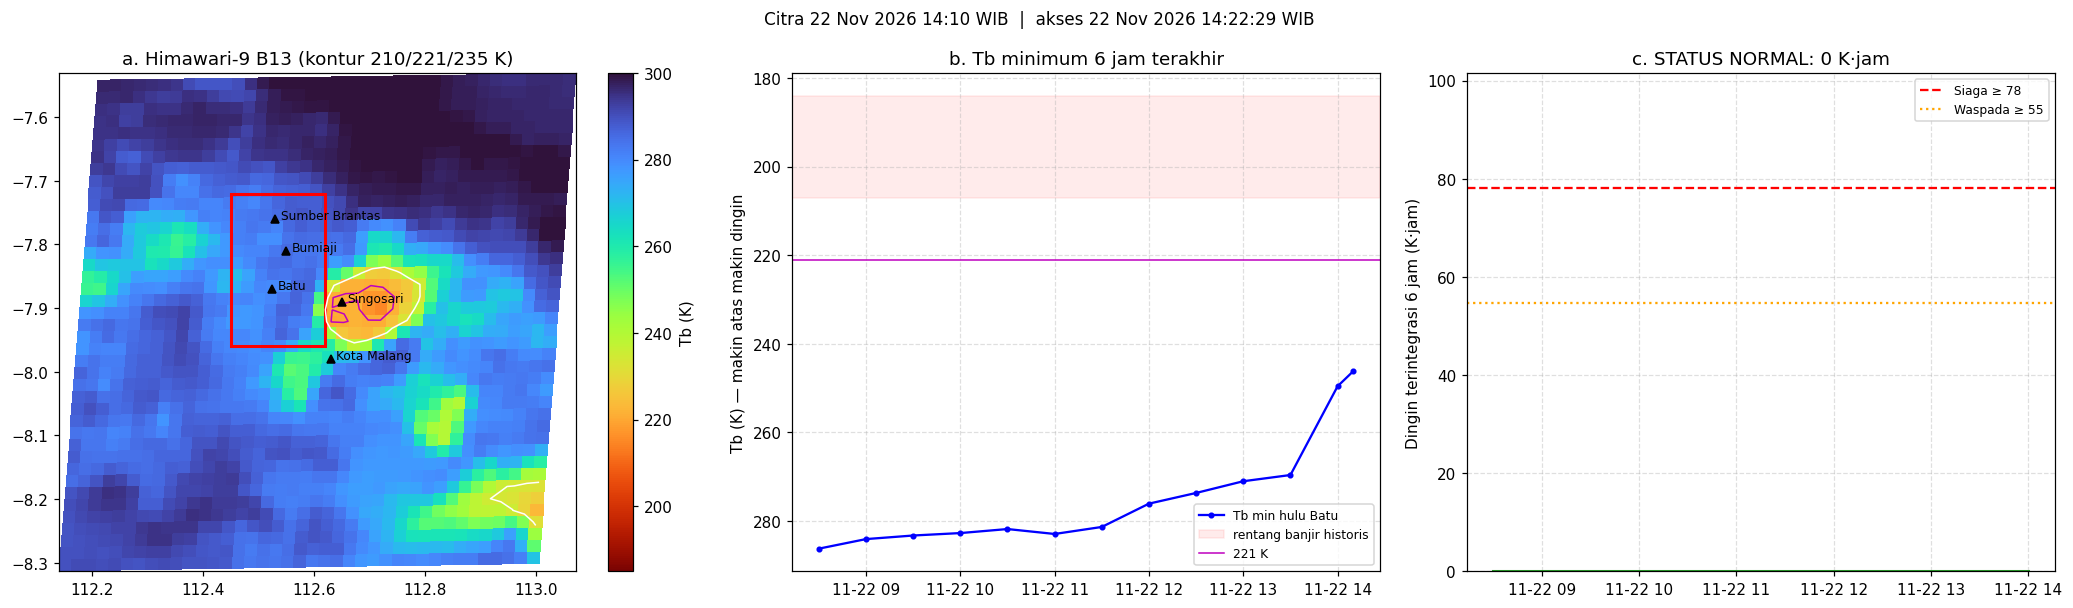 Citra 22 Nov 2026 14:10 WIB  |  akses 22 Nov 2026 14:22:29 WIB
a. Himawari-9 B13 (kontur 210/221/235 K)
−7.6
−7.7
−7.8
−7.9
−8.0
−8.1
−8.2
−8.3
112.2
112.4
112.6
112.8
113.0
Sumber Brantas
Bumiaji
Batu
Singosari
Kota Malang
300
280
260
240
220
200
Tb (K)
b. Tb minimum 6 jam terakhir
Tb (K) — makin atas makin dingin
180
200
220
240
260
280
11-22 09
11-22 10
11-22 11
11-22 12
11-22 13
11-22 14
Tb min hulu Batu
rentang banjir historis
221 K
c. STATUS NORMAL: 0 K·jam
Dingin terintegrasi 6 jam (K·jam)
100
80
60
40
20
0
11-22 09
11-22 10
11-22 11
11-22 12
11-22 13
11-22 14
Siaga ≥ 78
Waspada ≥ 55